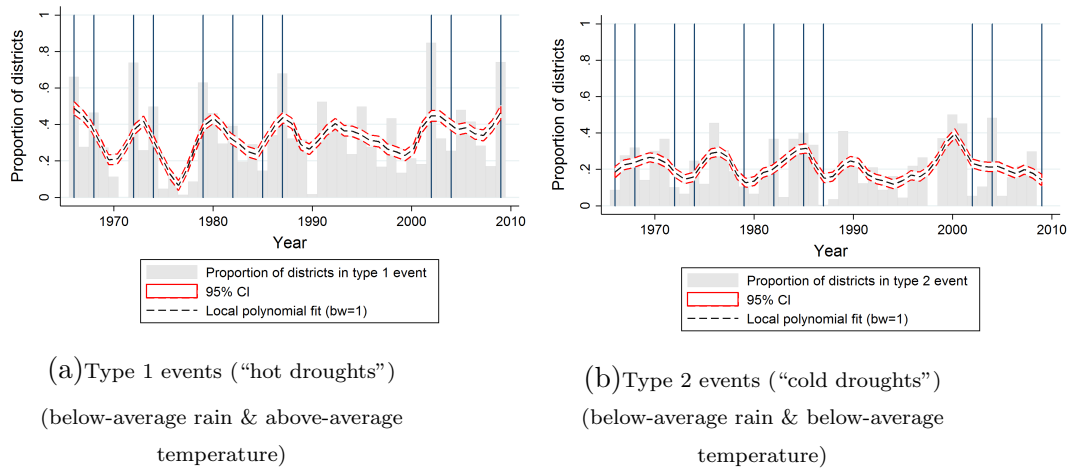 Proportion of districts
1
.8
.6
.4
.2
0
1970 1980 1990 2000 2010
Year
Proportion of districts in type 1 event
95% CI
Local polynomial fit (bw=1)
(a)Type 1 events (“hot droughts”)
(below-average rain & above-average
temperature)
Proportion of districts
1
.8
.6
.4
.2
0
1970 1980 1990 2000 2010
Year
Proportion of districts in type 2 event
95% CI
Local polynomial fit (bw=1)
(b)Type 2 events (“cold droughts”)
(below-average rain & below-average
temperature)